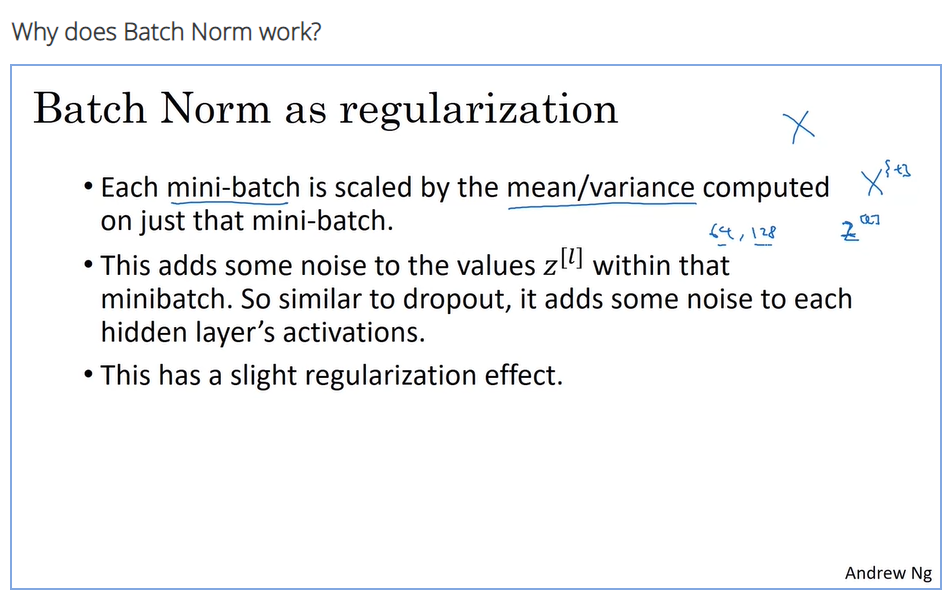 Why does Batch Norm work?
Batch Norm as regularization
X
• Each mini-batch is scaled by the mean/variance computed
on just that mini-batch.
X^{t}
64, 128
z^[l]
• This adds some noise to the values z^[l] within that
minibatch. So similar to dropout, it adds some noise to each
hidden layer's activations.
• This has a slight regularization effect.
Andrew Ng